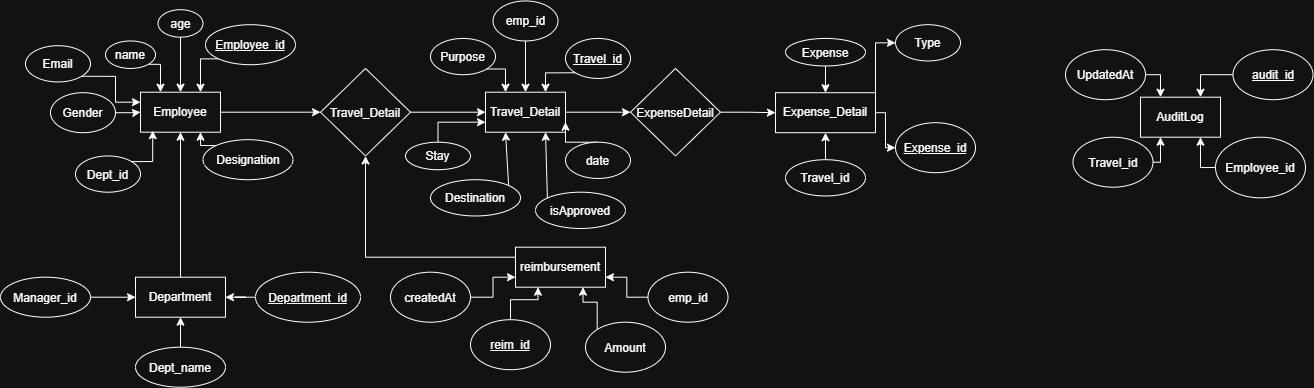 age
emp_id
name
Employee_id
Email
Purpose
Travel_id
Expense
Type
UpdatedAt
audit_id
Gender
Employee
Travel_Detail
Travel_Detail
ExpenseDetail
Expense_Detail
AuditLog
Dept_id
Designation
Stay
date
Expense_id
Travel_id
Employee_id
Destination
isApproved
Travel_id
reimbursement
Manager_id
Department
Department_id
createdAt
emp_id
reim_id
Amount
Dept_name